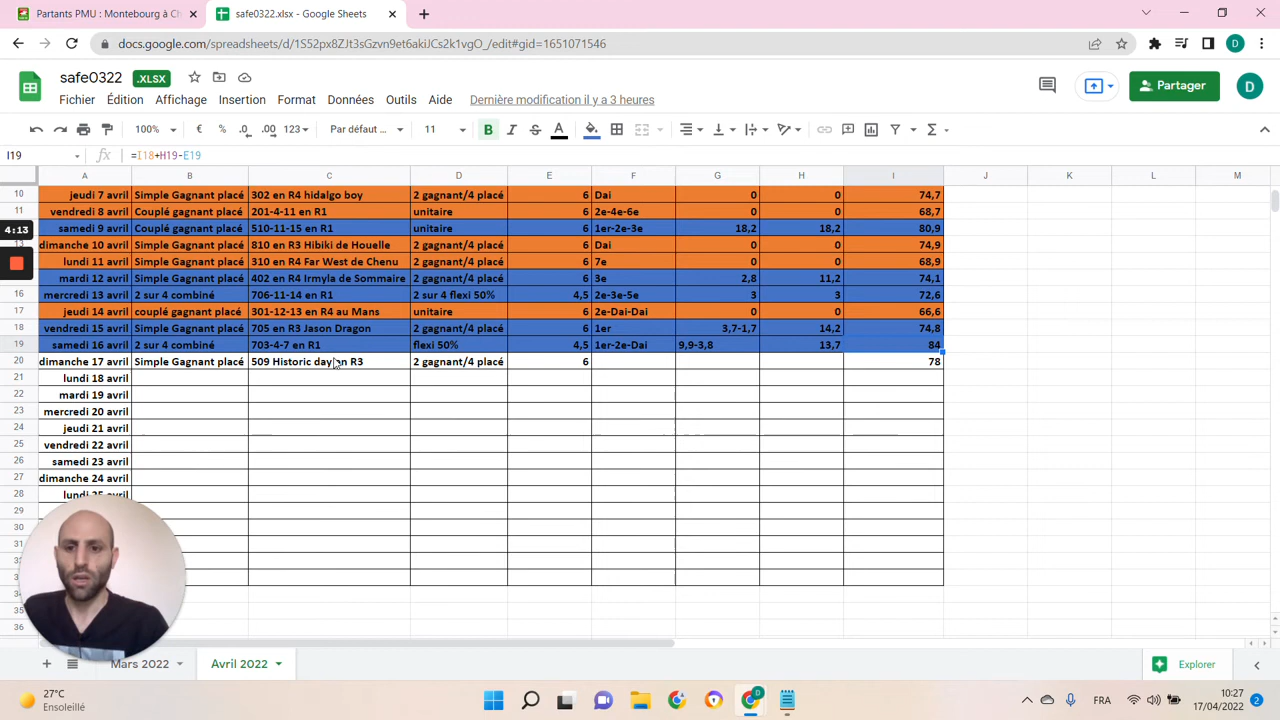 Partants PMU : Montebourg à Ch
safe0322.xlsx - Google Sheets
docs.google.com/spreadsheets/d/1S52px8ZJt3sGzvn9et6akiJCs2k1vgO_/edit#gid=1651071546
D
safe0322 .XLSX
Fichier Édition Affichage Insertion Format Données Outils Aide Dernière modification il y a 3 heures
Partager D
100% € % .0 .00 123 Par défaut ... 11 B I S A
I19 fx =I18+H19-E19
A B C D E F G H I J K L M
10 jeudi 7 avril Simple Gagnant placé 302 en R4 hidalgo boy 2 gagnant/4 placé 6 Dai 0 0 74,7
11 vendredi 8 avril Couplé gagnant placé 201-4-11 en R1 unitaire 6 2e-4e-6e 0 0 68,7
4:13 samedi 9 avril Couplé gagnant placé 510-11-15 en R1 unitaire 6 1er-2e-3e 18,2 18,2 80,9
13 dimanche 10 avril Simple Gagnant placé 810 en R3 Hibiki de Houelle 2 gagnant/4 placé 6 Dai 0 0 74,9
lundi 11 avril Simple Gagnant placé 310 en R4 Far West de Chenu 2 gagnant/4 placé 6 7e 0 0 68,9
mardi 12 avril Simple Gagnant placé 402 en R4 Irmyla de Sommaire 2 gagnant/4 placé 6 3e 2,8 11,2 74,1
16 mercredi 13 avril 2 sur 4 combiné 706-11-14 en R1 2 sur 4 flexi 50% 4,5 2e-3e-5e 3 3 72,6
17 jeudi 14 avril couplé gagnant placé 301-12-13 en R4 au Mans unitaire 6 2e-Dai-Dai 0 66,6
18 vendredi 15 avril Simple Gagnant placé 705 en R3 Jason Dragon 2 gagnant/4 placé 6 1er 3,7-1,7 14,2 74,8
19 samedi 16 avril 2 sur 4 combiné 703-4-7 en R1 flexi 50% 4,5 1er-2e-Dai 9,9-3,8 13,7 84
20 dimanche 17 avril Simple Gagnant placé 509 Historic day en R3 2 gagnant/4 placé 6 78
21 lundi 18 avril
22 mardi 19 avril
23 mercredi 20 avril
24 jeudi 21 avril
25 vendredi 22 avril
26 samedi 23 avril
27 dimanche 24 avril
28 lundi 25 avril
29
30
31
34
35
36
Mars 2022 Avril 2022 Explorer
27°C
Ensoleillé
FRA
10:27
17/04/2022
2